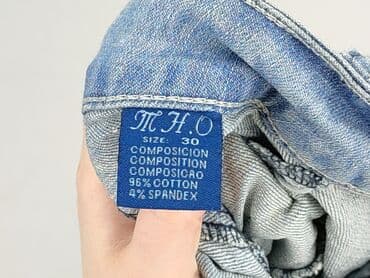 M.H.O
SIZE: 30
COMPOSICION
COMPOSITION
COMPOSICAO
96% COTTON
4% SPANDEX